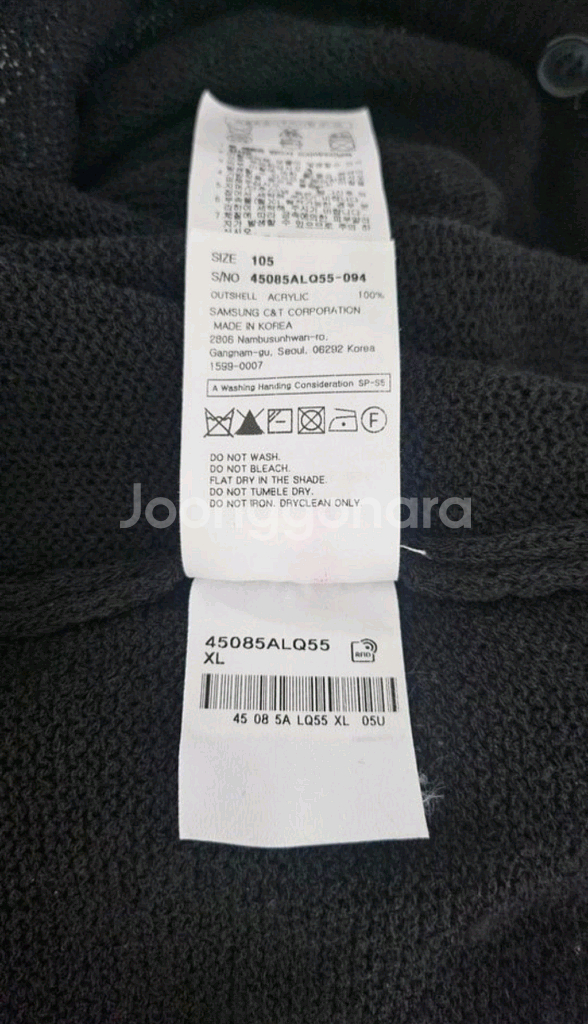 SIZE 105
S/NO 45085ALQ55-094
OUTSHELL ACRYLIC 100%
SAMSUNG C&T CORPORATION
MADE IN KOREA
2806 Nambusunhwan-ro,
Gangnam-gu, Seoul, 06292 Korea
1599-0007
A Washing Handing Consideration SP-S5
F
DO NOT WASH.
DO NOT BLEACH.
FLAT DRY IN THE SHADE.
DO NOT TUMELE DRY.
DO NOT IRON. DRYCLEAN ONLY
Joonggonara
45085ALQ55
RFID
XL
45 08 5A LQ55 XL 05U